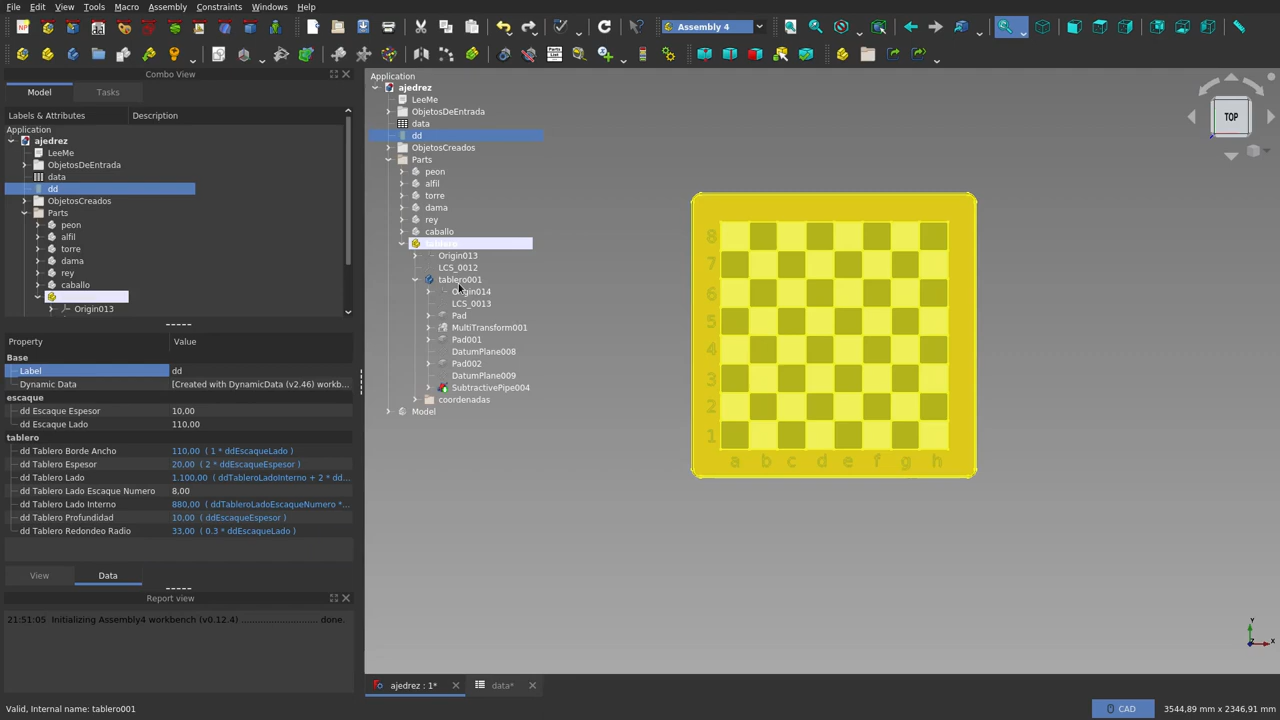 File Edit View Tools Macro Assembly Constraints Windows Help
Assembly 4
Combo View
Model Tasks
Labels & Attributes Description
Application
ajedrez
LeeMe
ObjetosDeEntrada
data
dd
ObjetosCreados
Parts
peon
alfil
torre
dama
rey
caballo
Origin013
Property Value
Base
Label dd
Dynamic Data [Created with DynamicData (v2.46) workb...
escaque
dd Escaque Espesor 10,00
dd Escaque Lado 110,00
tablero
dd Tablero Borde Ancho 110,00 ( 1 * ddEscaqueLado )
dd Tablero Espesor 20,00 ( 2 * ddEscaqueEspesor )
dd Tablero Lado 1.100,00 ( ddTableroLadoInterno + 2 * dd...
dd Tablero Lado Escaque Numero 8,00
dd Tablero Lado Interno 880,00 ( ddTableroLadoEscaqueNumero *...
dd Tablero Profundidad 10,00 ( ddEscaqueEspesor )
dd Tablero Redondeo Radio 33,00 ( 0.3 * ddEscaqueLado )
View Data
Report view
21:51:05 Initializing Assembly4 workbench (v0.12.4) ............................ done.
Application
ajedrez
LeeMe
ObjetosDeEntrada
data
dd
ObjetosCreados
Parts
peon
alfil
torre
dama
rey
caballo
tablero
Origin013
LCS_0012
tablero001
Origin014
LCS_0013
Pad
MultiTransform001
Pad001
DatumPlane008
Pad002
DatumPlane009
SubtractivePipe004
coordenadas
Model
8
7
6
5
4
3
2
1
a b c d e f g h
TOP
Y
Z X
ajedrez : 1* data*
Valid, Internal name: tablero001 CAD 3544,89 mm x 2346,91 mm